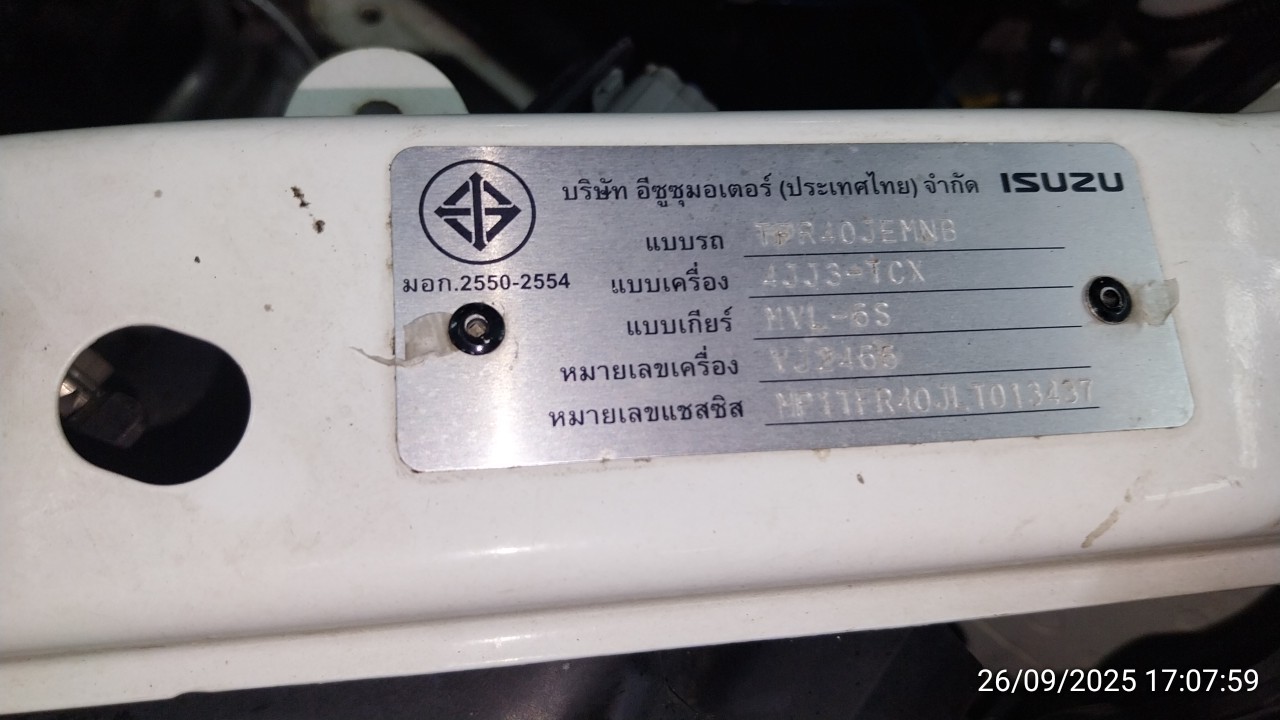 บริษัท อีซูซุมอเตอร์ (ประเทศไทย) จำกัด ISUZU
แบบรถ TFR40JEMNB
มอก.2550-2554
แบบเครื่อง 4JJ3-TCX
แบบเกียร์ MVL-6S
หมายเลขเครื่อง
หมายเลขแชสซิส
26/09/2025 17:07:59